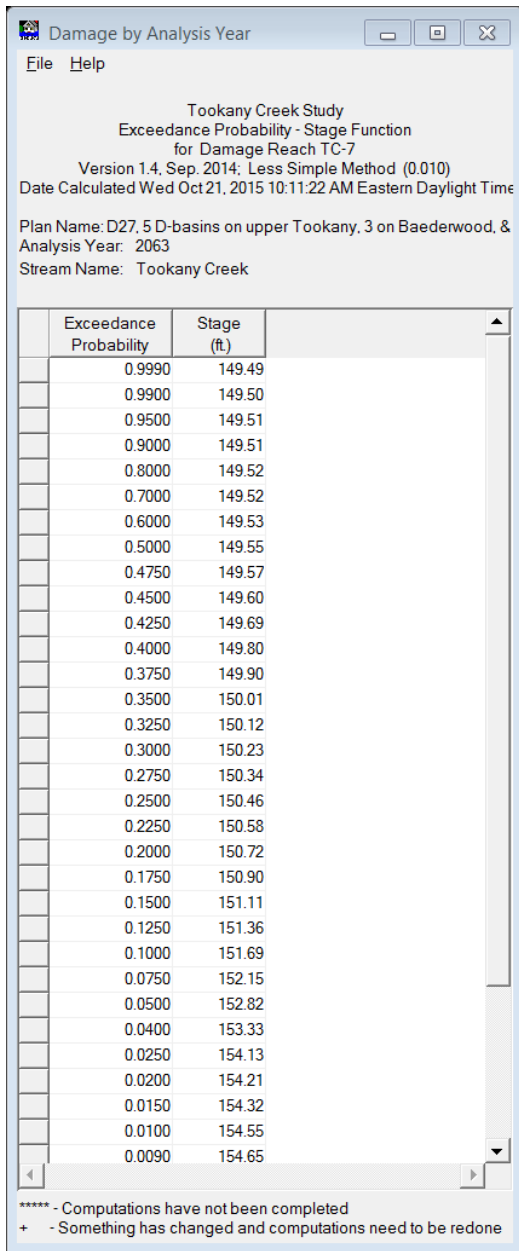 Damage by Analysis Year
File Help
Tookany Creek Study
Exceedance Probability - Stage Function
for Damage Reach TC-7
Version 1.4, Sep. 2014; Less Simple Method (0.010)
Date Calculated Wed Oct 21, 2015 10:11:22 AM Eastern Daylight Time
Plan Name: D27, 5 D-basins on upper Tookany, 3 on Baederwood, &
Analysis Year: 2063
Stream Name: Tookany Creek
Exceedance Stage
Probability (ft.)
0.9990 149.49
0.9900 149.50
0.9500 149.51
0.9000 149.51
0.8000 149.52
0.7000 149.52
0.6000 149.53
0.5000 149.55
0.4750 149.57
0.4500 149.60
0.4250 149.69
0.4000 149.80
0.3750 149.90
0.3500 150.01
0.3250 150.12
0.3000 150.23
0.2750 150.34
0.2500 150.46
0.2250 150.58
0.2000 150.72
0.1750 150.90
0.1500 151.11
0.1250 151.36
0.1000 151.69
0.0750 152.15
0.0500 152.82
0.0400 153.33
0.0250 154.13
0.0200 154.21
0.0150 154.32
0.0100 154.55
0.0090 154.65
***** - Computations have not been completed
+ - Something has changed and computations need to be redone